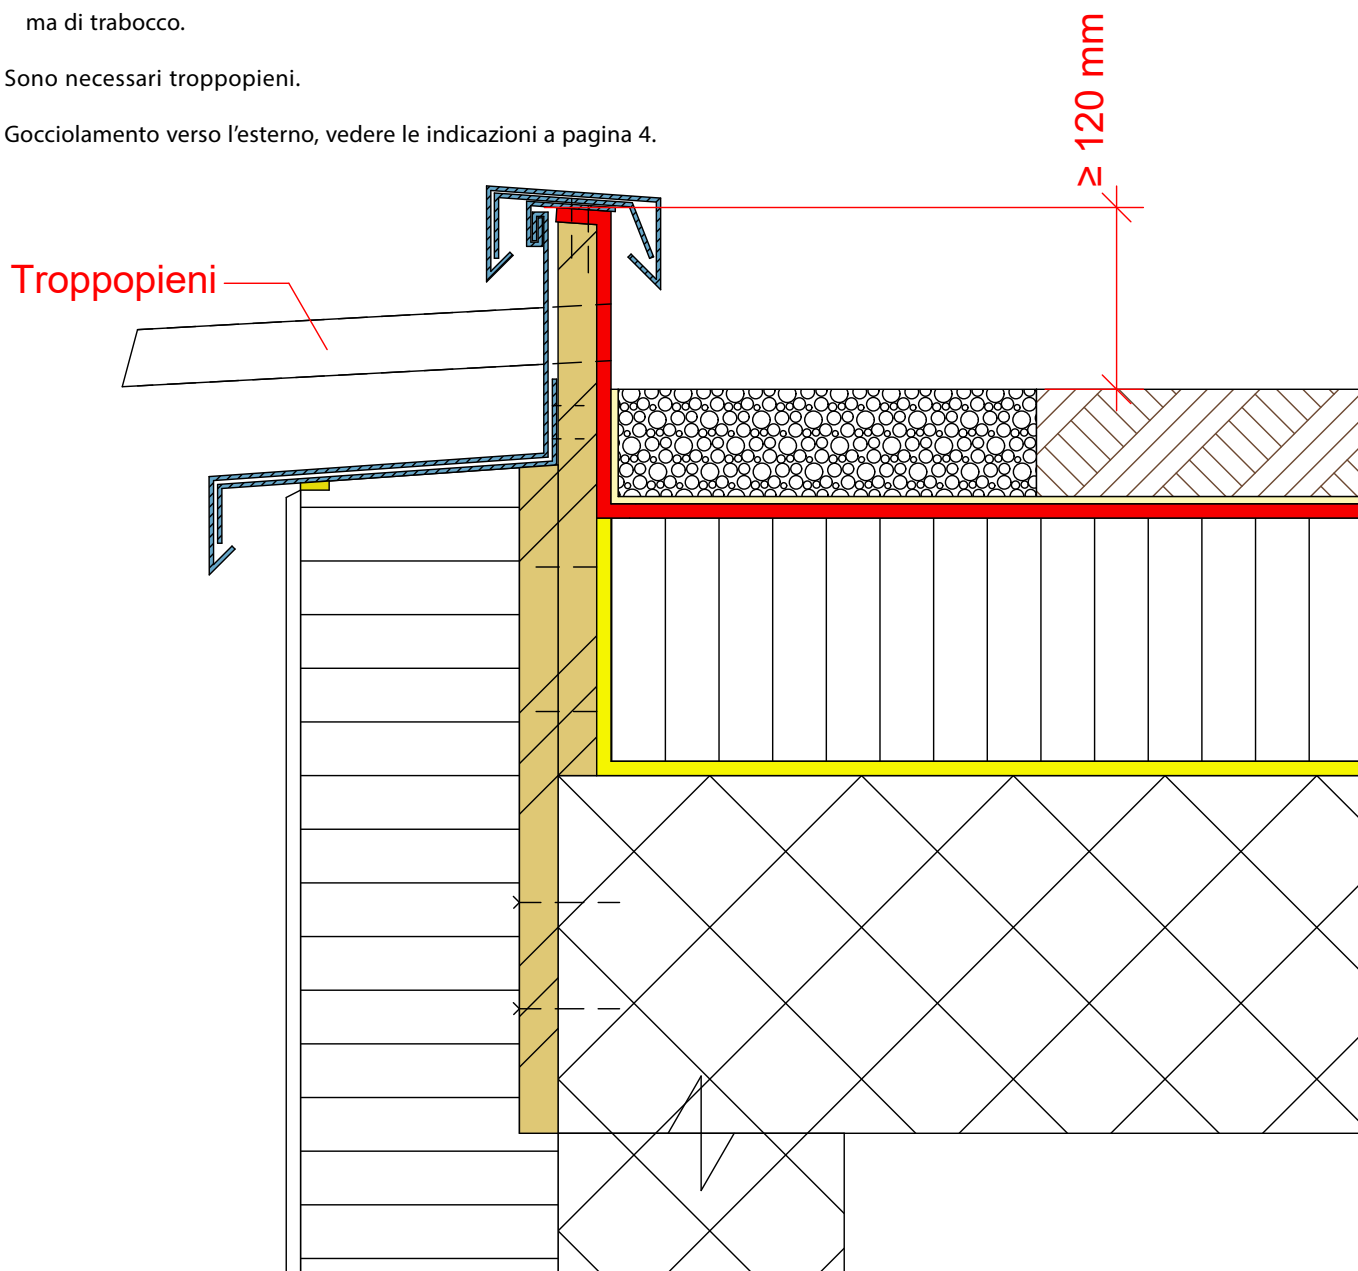 ma di trabocco.
Sono necessari troppopieni.
Gocciolamento verso l'esterno, vedere le indicazioni a pagina 4.
≥ 120 mm
Troppopieni